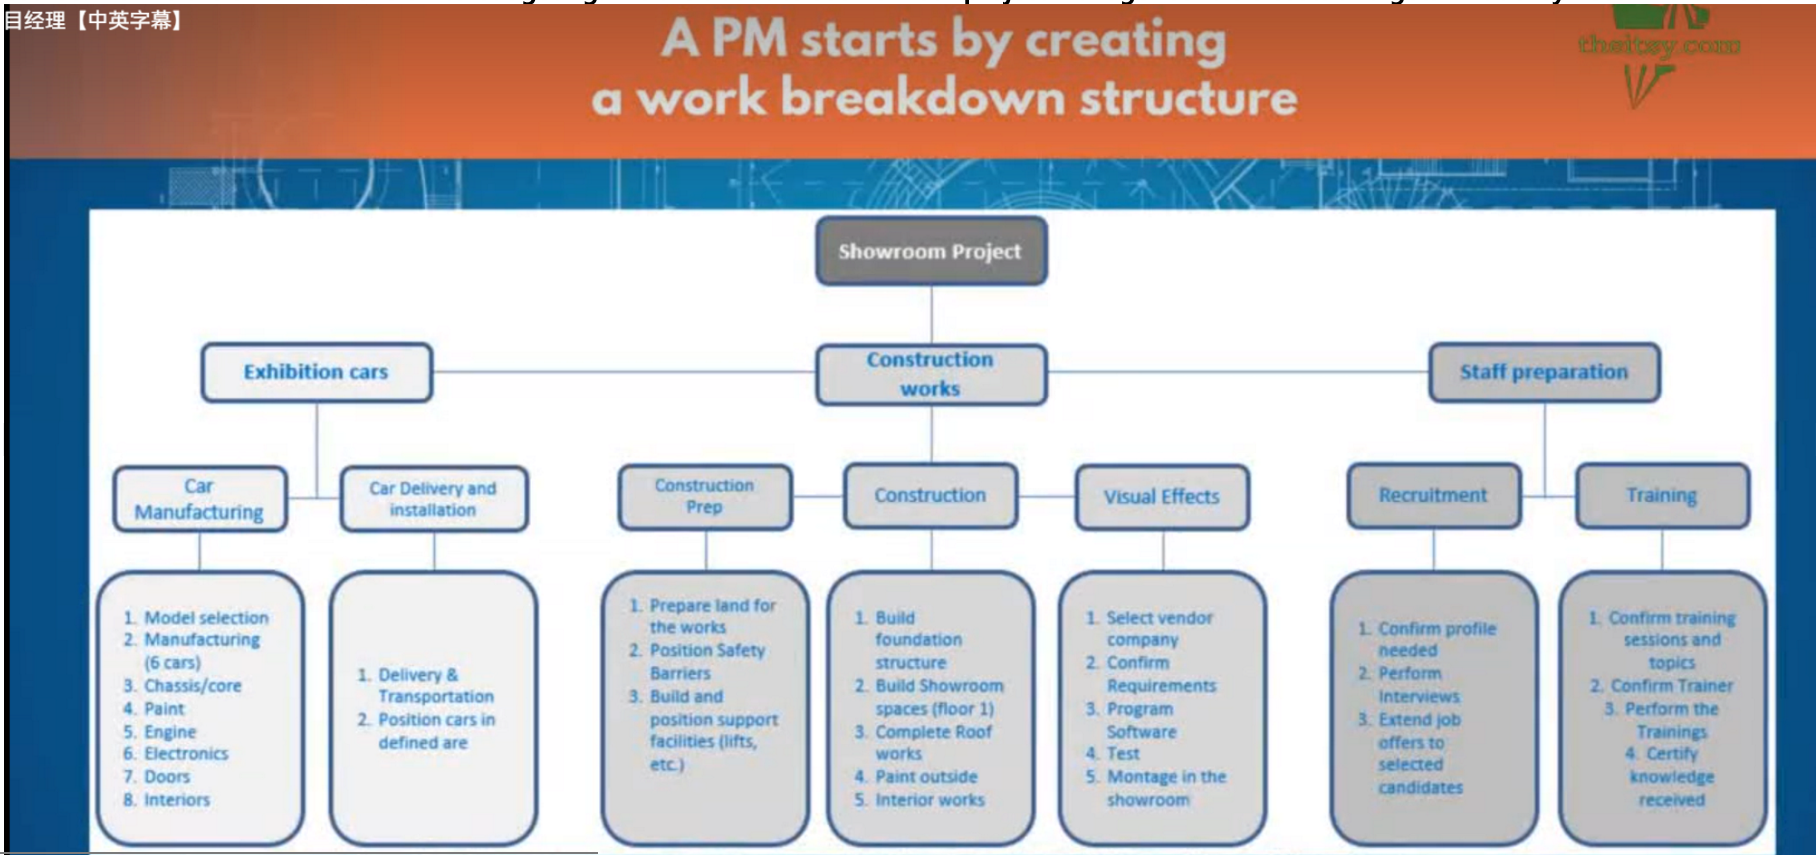 目经理【中英字幕】
A PM starts by creating
a work breakdown structure
theitsy.com
Showroom Project
Exhibition cars
Construction
works
Staff preparation
Car
Manufacturing
Car Delivery and
installation
Construction
Prep
Construction
Visual Effects
Recruitment
Training
1. Model selection
2. Manufacturing
(6 cars)
3. Chassis/core
4. Paint
5. Engine
6. Electronics
7. Doors
8. Interiors
1. Delivery &
Transportation
2. Position cars in
defined are
1. Prepare land for
the works
2. Position Safety
Barriers
3. Build and
position support
facilities (lifts,
etc.)
1. Build
foundation
structure
2. Build Showroom
spaces (floor 1)
3. Complete Roof
works
4. Paint outside
5. Interior works
1. Select vendor
company
2. Confirm
Requirements
3. Program
Software
4. Test
5. Montage in the
showroom
1. Confirm profile
needed
2. Perform
Interviews
3. Extend job
offers to
selected
candidates
1. Confirm training
sessions and
topics
2. Confirm Trainer
3. Perform the
Trainings
4. Certify
knowledge
received